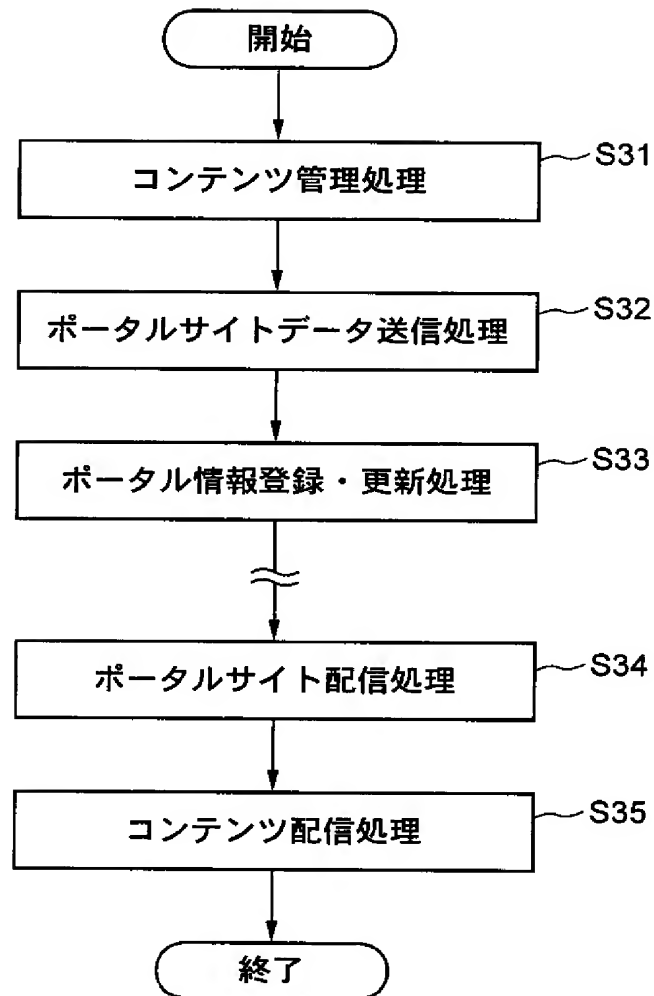 開始
コンテンツ管理処理
S31
ポータルサイトデータ送信処理
S32
ポータル情報登録・更新処理
S33
ポータルサイト配信処理
S34
コンテンツ配信処理
S35
終了